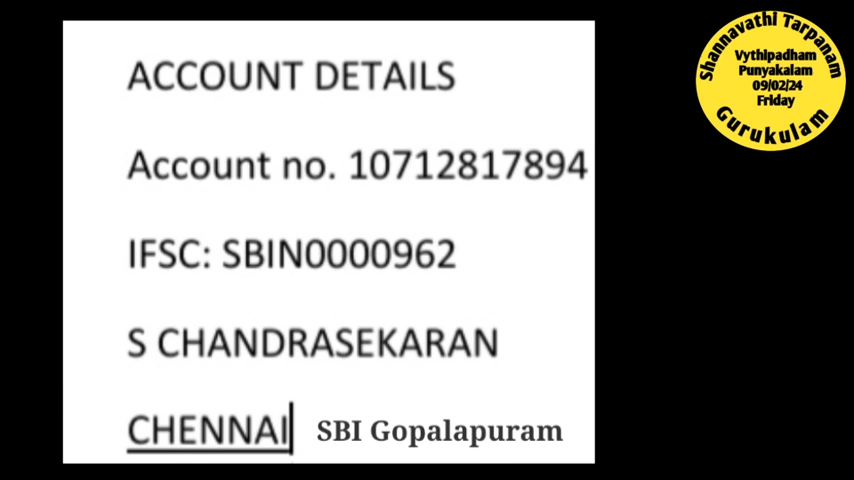 ACCOUNT DETAILS
Account no. 10712817894
IFSC: SBIN0000962
S CHANDRASEKARAN
CHENNAI SBI Gopalapuram
Shannavathi Tarpanam
Vythipadham
Punyakalam
09/02/24
Friday
Gurukulam